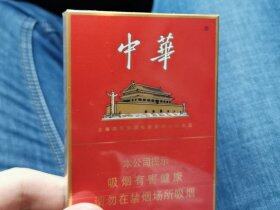 中華
本公司提示
吸烟有害健康
请勿在禁烟场所吸烟